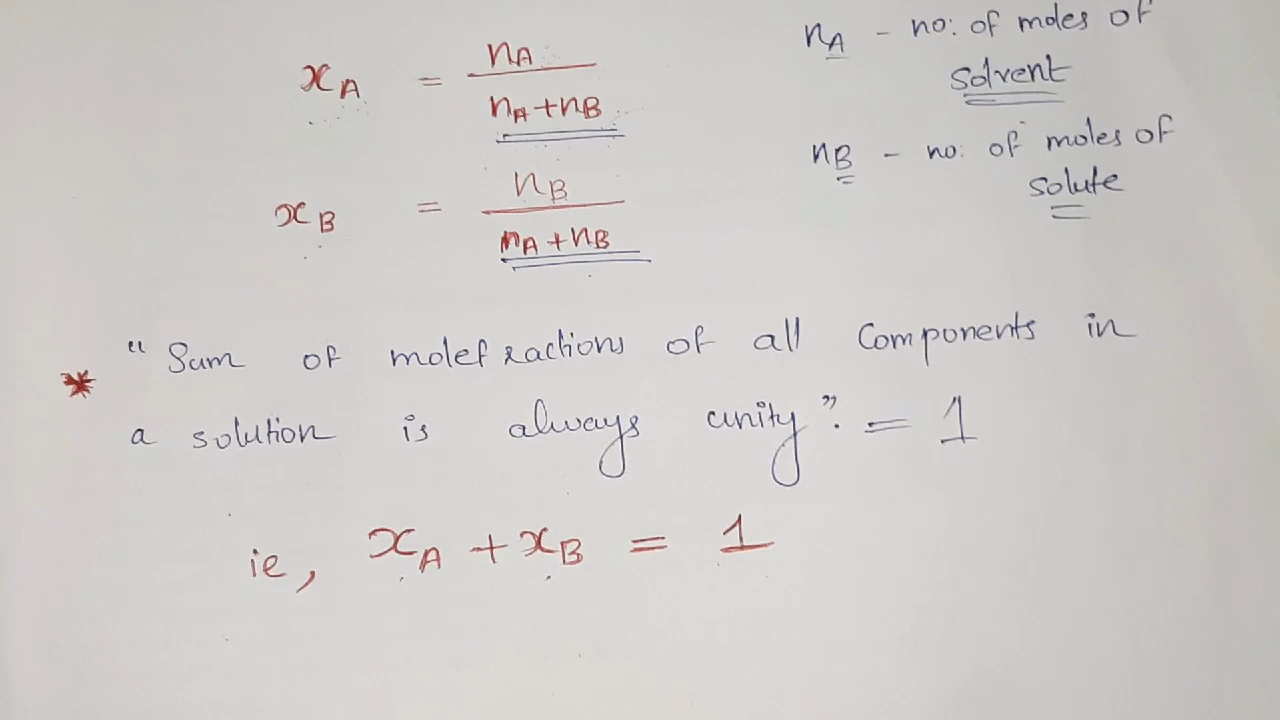 xA = nA / nA+nB
nA - no: of moles of
solvent
xB = nB / nA+nB
nB - no: of moles of
solute
* "Sum of molefractions of all Components in
a solution is always unity". = 1
ie, xA + xB = 1